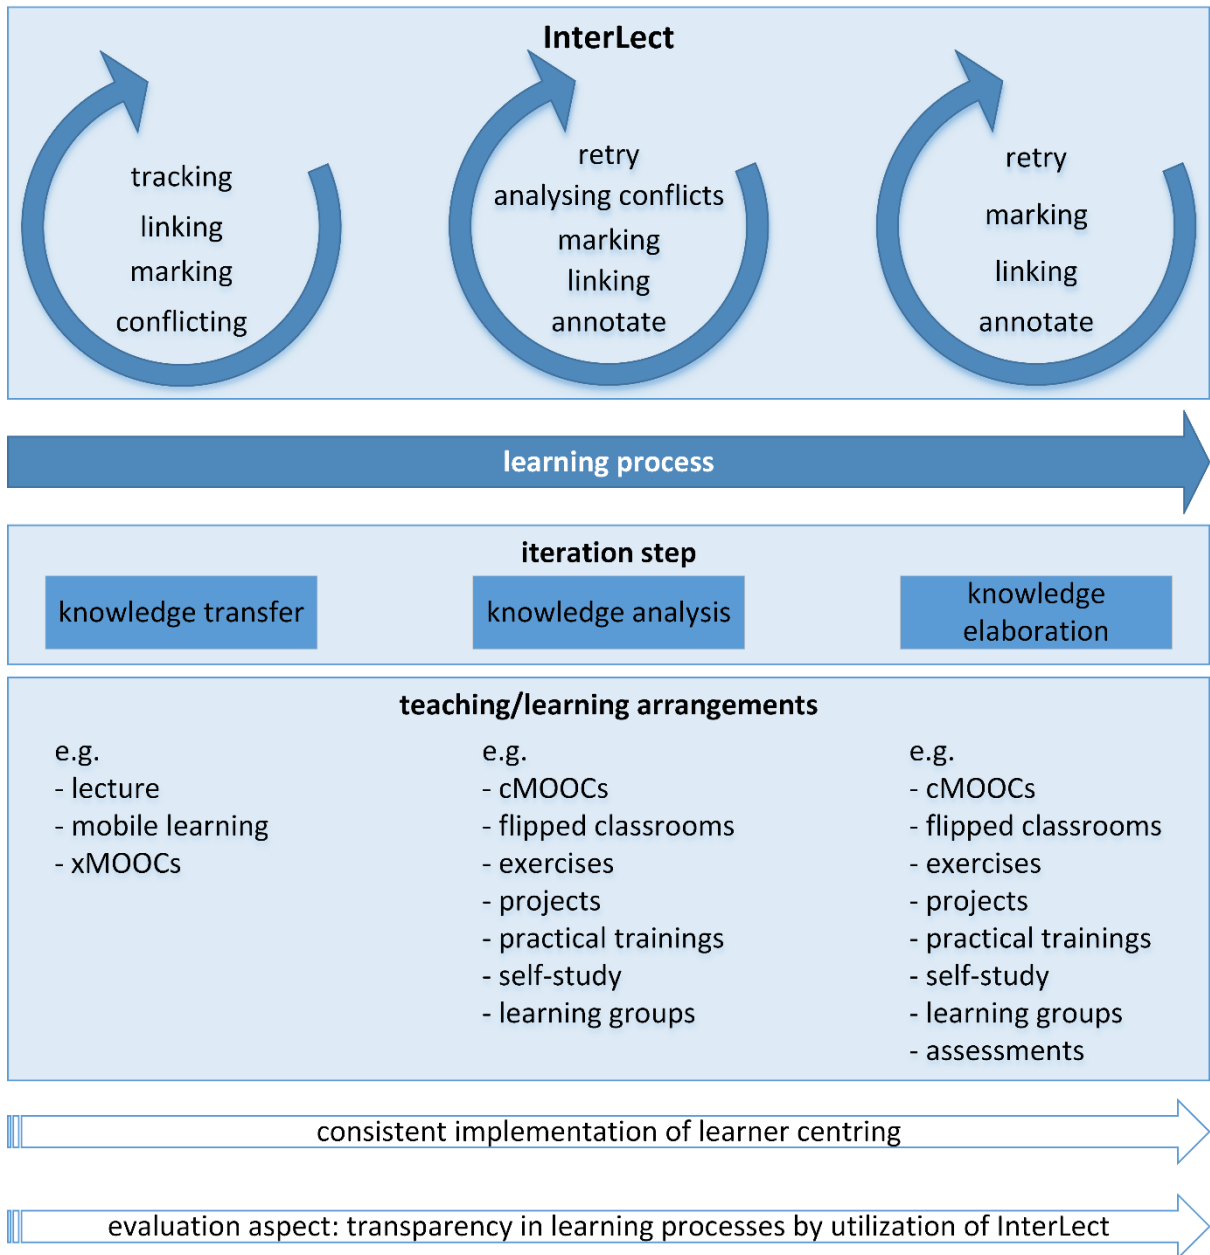 InterLect
tracking
linking
marking
conflicting
retry
analysing conflicts
marking
linking
annotate
retry
marking
linking
annotate
learning process
iteration step
knowledge transfer
knowledge analysis
knowledge
elaboration
teaching/learning arrangements
e.g.
- lecture
- mobile learning
- xMOOCs
e.g.
- cMOOCs
- flipped classrooms
- exercises
- projects
- practical trainings
- self-study
- learning groups
e.g.
- cMOOCs
- flipped classrooms
- exercises
- projects
- practical trainings
- self-study
- learning groups
- assessments
consistent implementation of learner centring
evaluation aspect: transparency in learning processes by utilization of InterLect